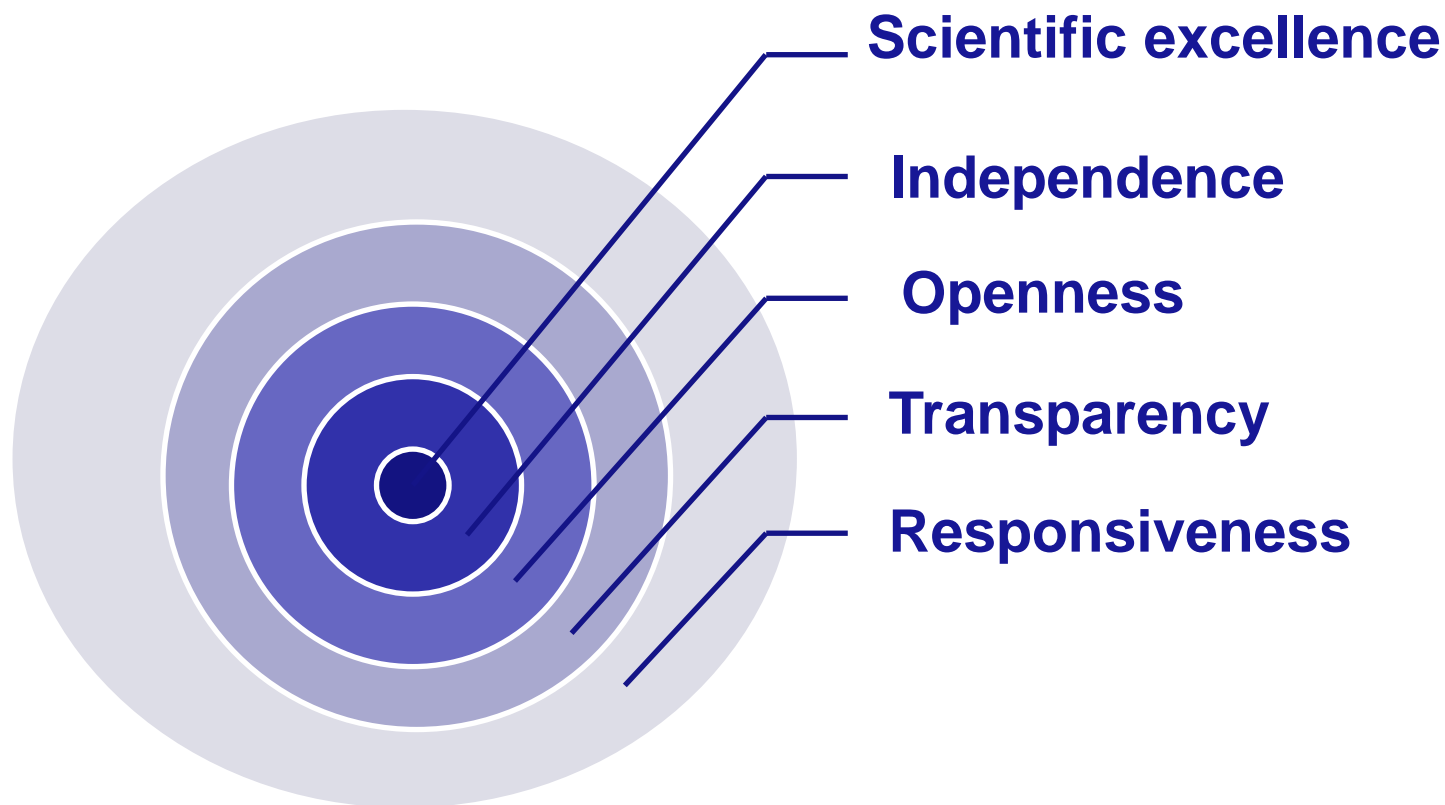 Scientific excellence
Independence
Openness
Transparency
Responsiveness